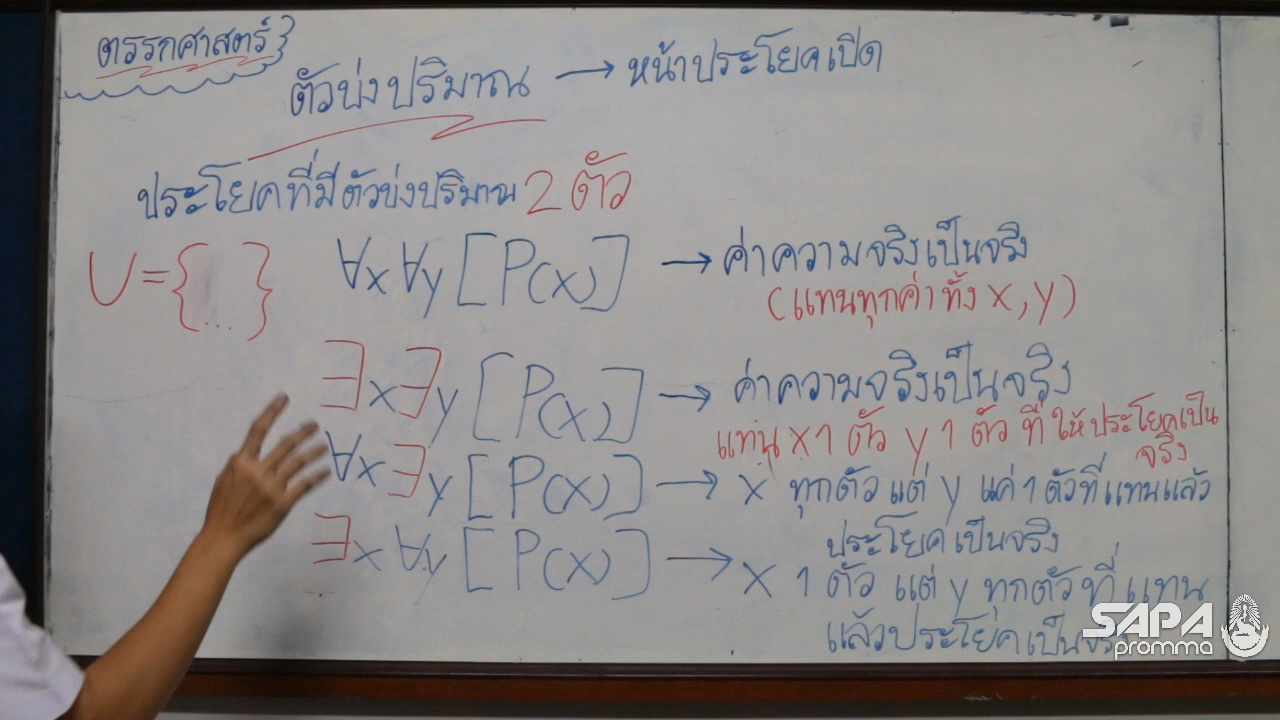 ตรรกศาสตร์
ตัวบ่งปริมาณ → หน้าประโยคเปิด
ประโยคที่มีตัวบ่งปริมาณ 2 ตัว
U = {...} ∀x ∀y [P(x)] → ค่าความจริงเป็นจริง
(แทนทุกค่าทั้ง x, y)
∃x ∃y [P(x)] → ค่าความจริงเป็นจริง
แทน x 1 ตัว y 1 ตัว ที่ ให้ประโยคเป็น
จริง
∀x ∃y [P(x)] → x ทุกตัว แต่ y แค่ 1 ตัวที่แทนแล้ว
ประโยคเป็นจริง
∃x ∀y [P(x)] → x 1 ตัว แต่ y ทุกตัวที่ แทน
แล้วประโยคเป็นจริง
SAPA
promma